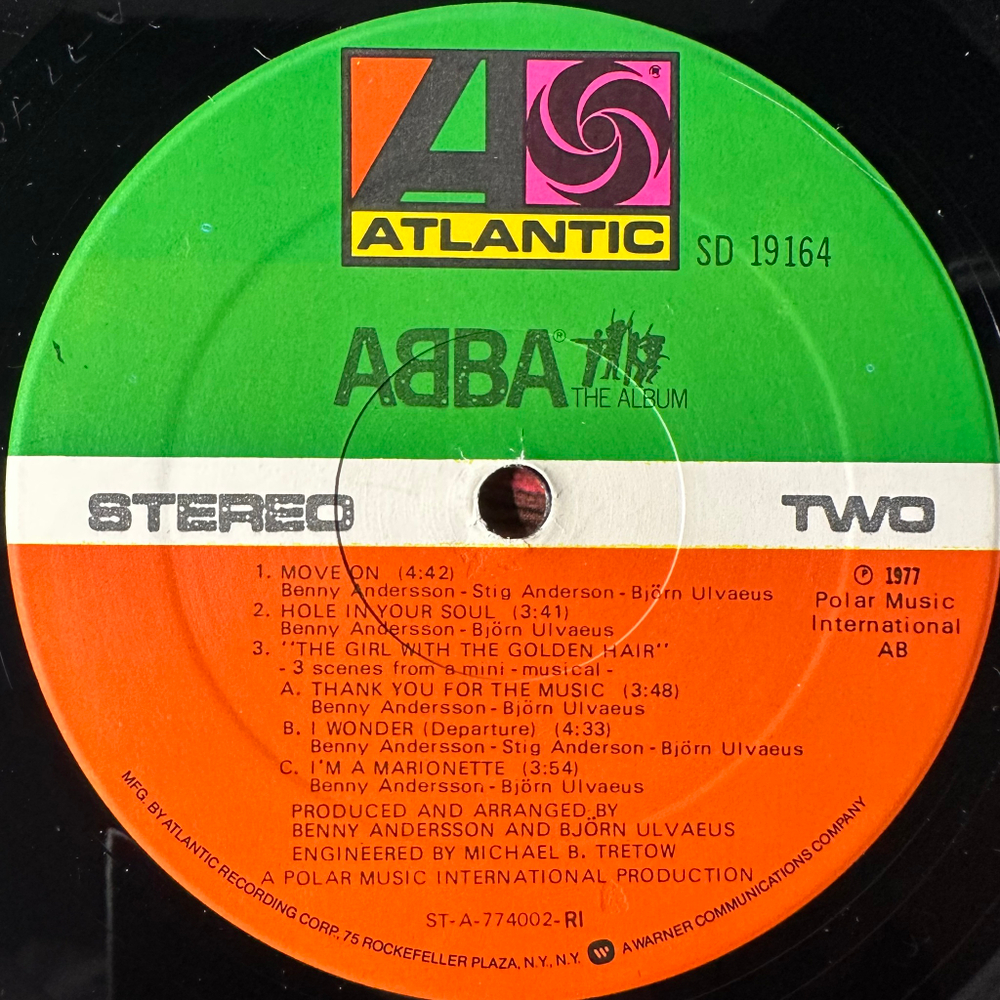 ATLANTIC ®
SD 19164
ABBA®
THE ALBUM
STEREO
TWO
1. MOVE ON (4:42)
Benny Andersson - Stig Anderson - Björn Ulvaeus
2. HOLE IN YOUR SOUL (3:41)
Benny Andersson - Björn Ulvaeus
3. "THE GIRL WITH THE GOLDEN HAIR"
- 3 scenes from a mini - musical -
A. THANK YOU FOR THE MUSIC (3:48)
Benny Andersson - Björn Ulvaeus
B. I WONDER (Departure) (4:33)
Benny Andersson - Stig Anderson - Björn Ulvaeus
C. I'M A MARIONETTE (3:54)
Benny Andersson - Björn Ulvaeus
℗ 1977
Polar Music
International
AB
PRODUCED AND ARRANGED BY
BENNY ANDERSSON AND BJÖRN ULVAEUS
ENGINEERED BY MICHAEL B. TRETOW
A POLAR MUSIC INTERNATIONAL PRODUCTION
ST-A-774002-RI
MFG. BY ATLANTIC RECORDING CORP., 75 ROCKEFELLER PLAZA, N.Y., N.Y. W A WARNER COMMUNICATIONS COMPANY